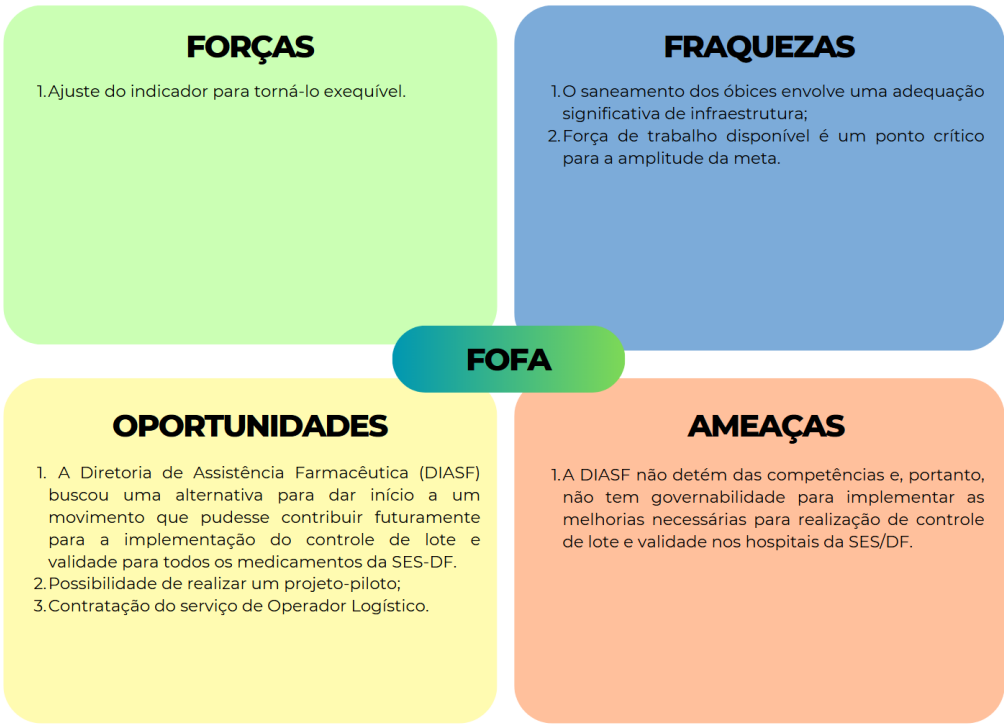 FORÇAS
1.Ajuste do indicador para torná-lo exequível.
FRAQUEZAS
1.O saneamento dos óbices envolve uma adequação
significativa de infraestrutura;
2.Força de trabalho disponível é um ponto crítico
para a amplitude da meta.
FOFA
OPORTUNIDADES
1. A Diretoria de Assistência Farmacêutica (DIASF)
buscou uma alternativa para dar início a um
movimento que pudesse contribuir futuramente
para a implementação do controle de lote e
validade para todos os medicamentos da SES-DF.
2.Possibilidade de realizar um projeto-piloto;
3.Contratação do serviço de Operador Logístico.
AMEAÇAS
1.A DIASF não detém das competências e, portanto,
não tem governabilidade para implementar as
melhorias necessárias para realização de controle
de lote e validade nos hospitais da SES/DF.